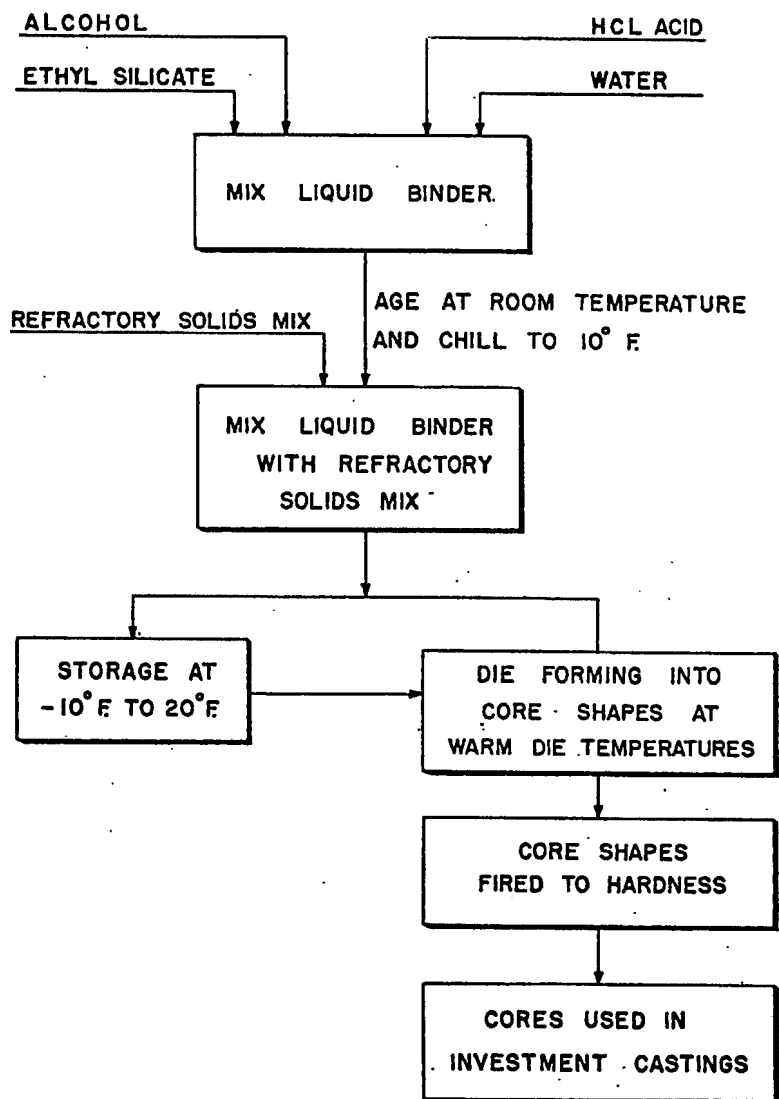 ALCOHOL
HCL ACID
ETHYL SILICATE
WATER
MIX LIQUID BINDER.
AGE AT ROOM TEMPERATURE
AND CHILL TO 10° F.
REFRACTORY SOLIDS MIX
MIX LIQUID BINDER
WITH REFRACTORY
SOLIDS MIX
STORAGE AT
-10° F. TO 20° F.
DIE FORMING INTO
CORE SHAPES AT
WARM DIE TEMPERATURES
CORE SHAPES
FIRED TO HARDNESS
CORES USED IN
INVESTMENT CASTINGS